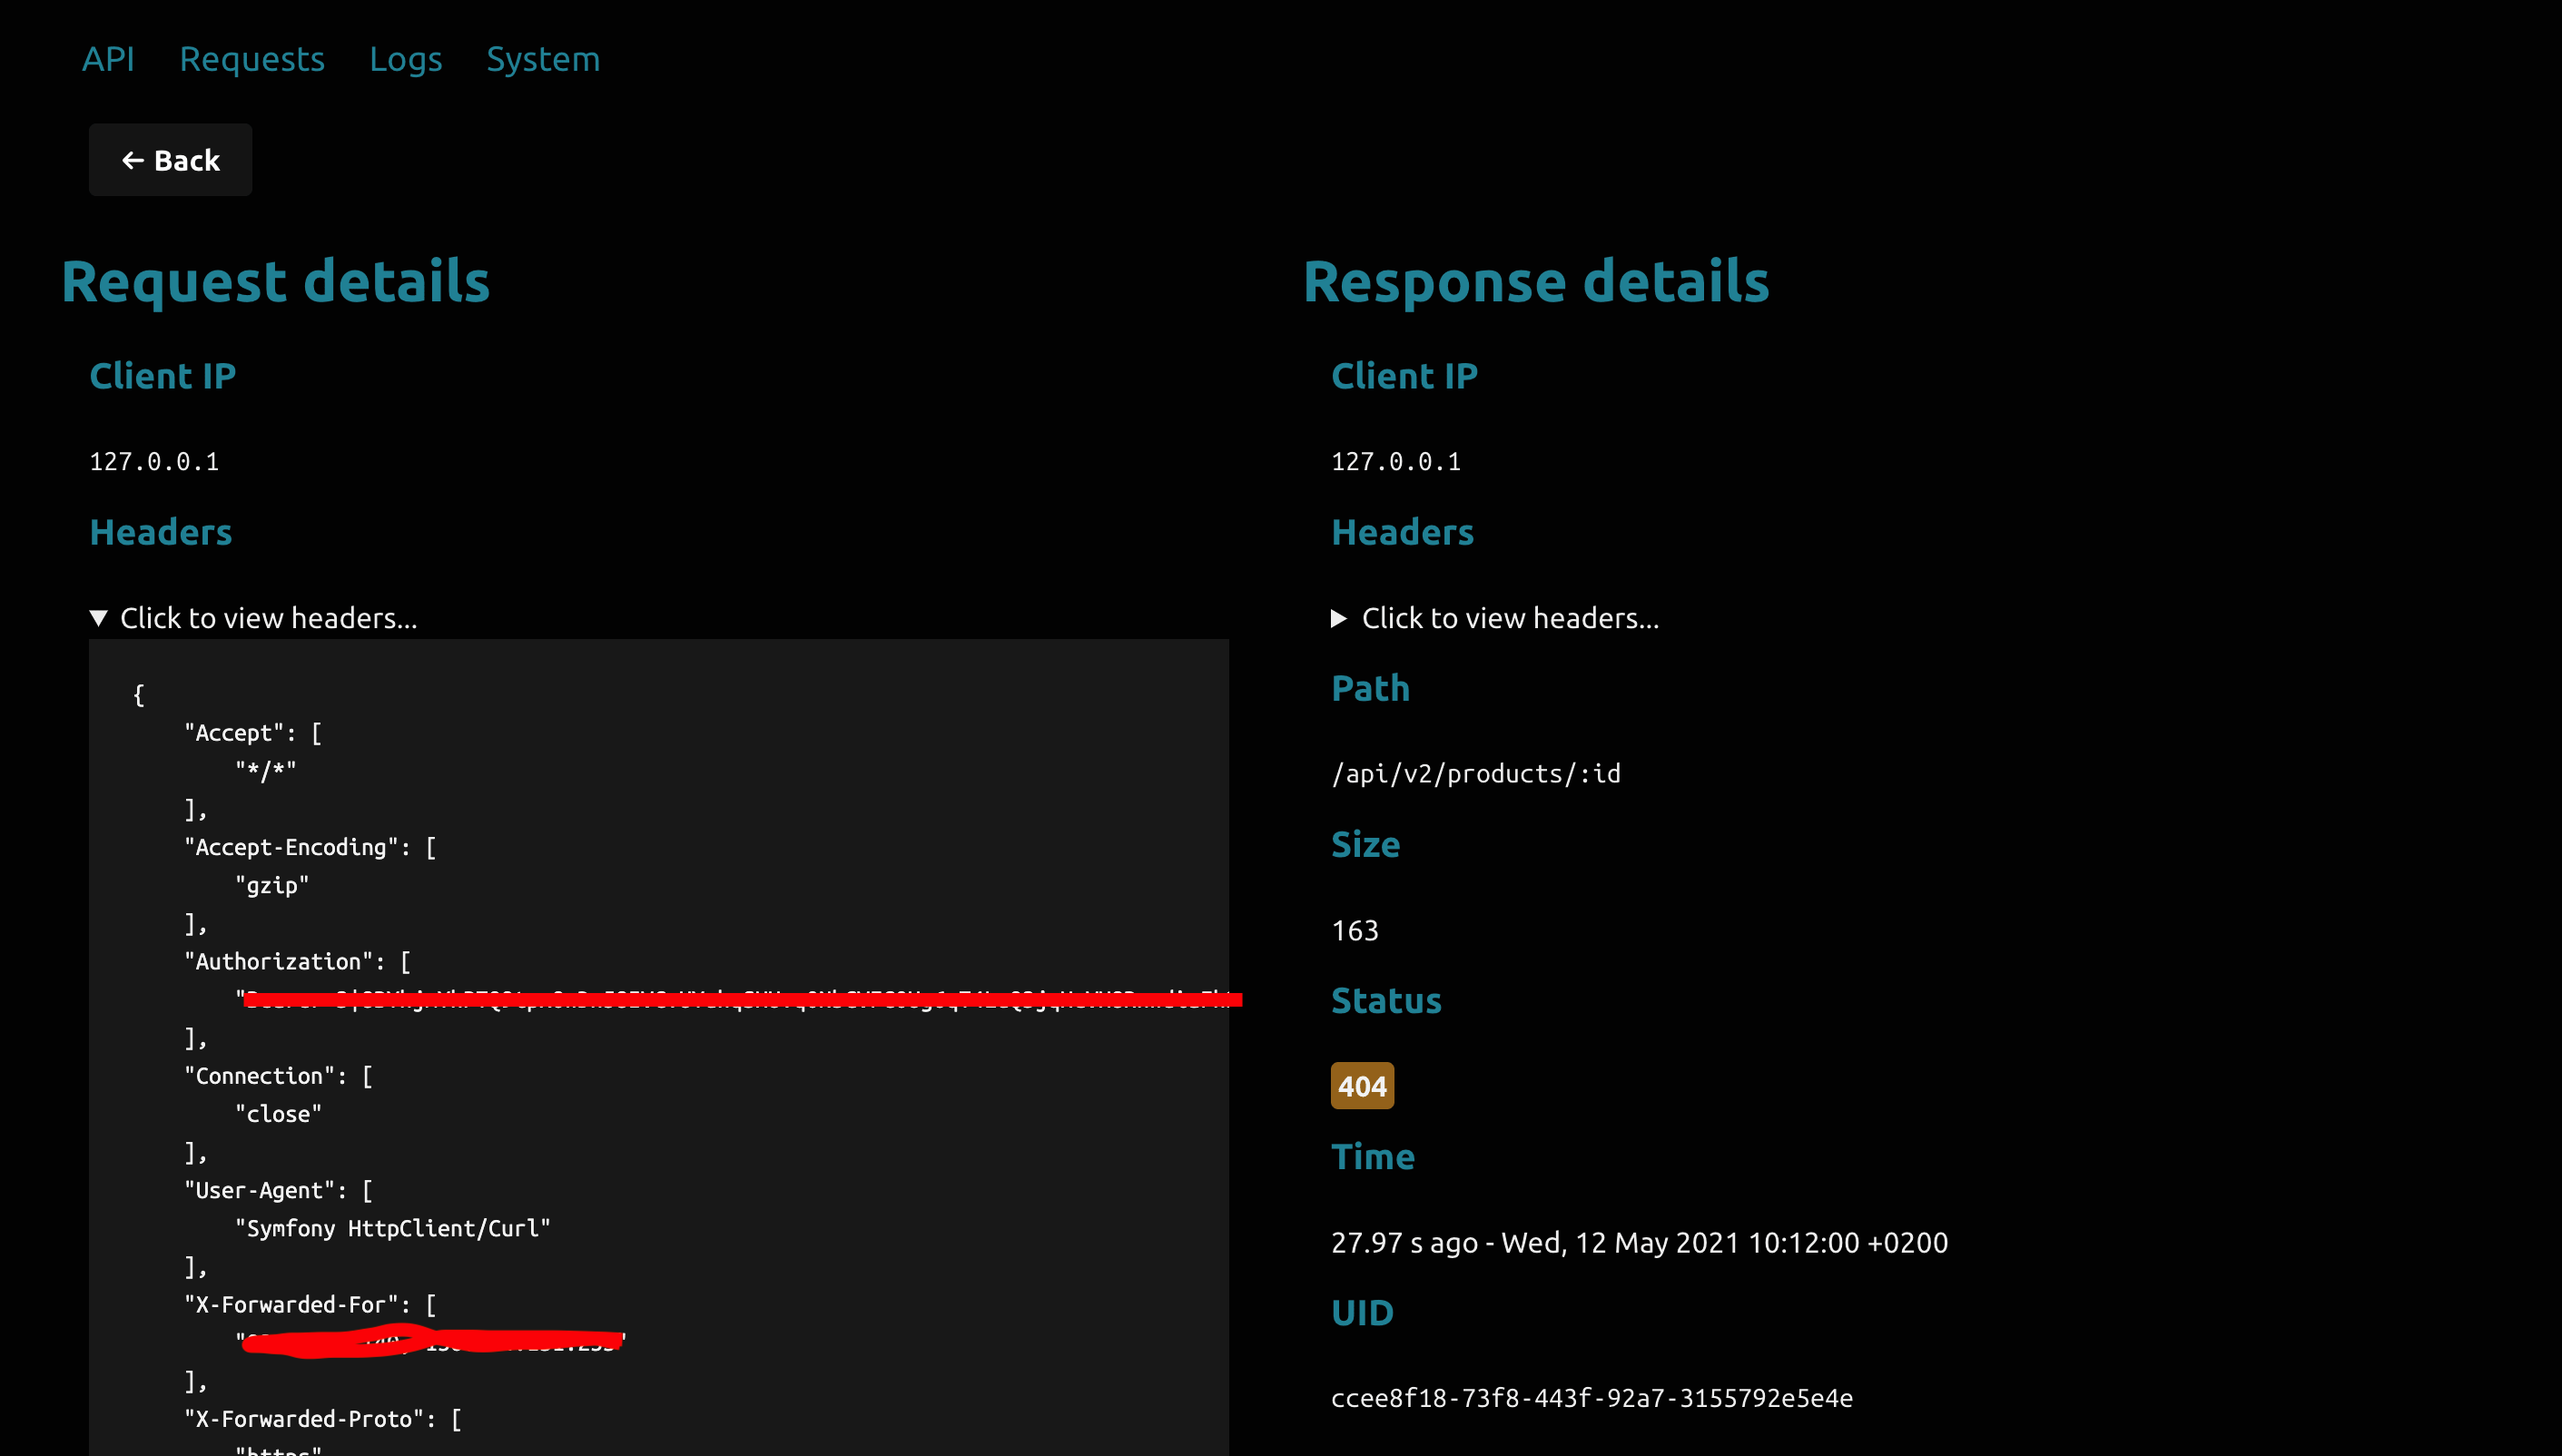 API Requests Logs System
← Back
Request details
Client IP
127.0.0.1
Headers
▼ Click to view headers...
{
"Accept": [
"*/*"
],
"Accept-Encoding": [
"gzip"
],
"Authorization": [
"
],
"Connection": [
"close"
],
"User-Agent": [
"Symfony HttpClient/Curl"
],
"X-Forwarded-For": [
"
],
"X-Forwarded-Proto": [
"https"
Response details
Client IP
127.0.0.1
Headers
▶ Click to view headers...
Path
/api/v2/products/:id
Size
163
Status
404
Time
27.97 s ago - Wed, 12 May 2021 10:12:00 +0200
UID
ccee8f18-73f8-443f-92a7-3155792e5e4e